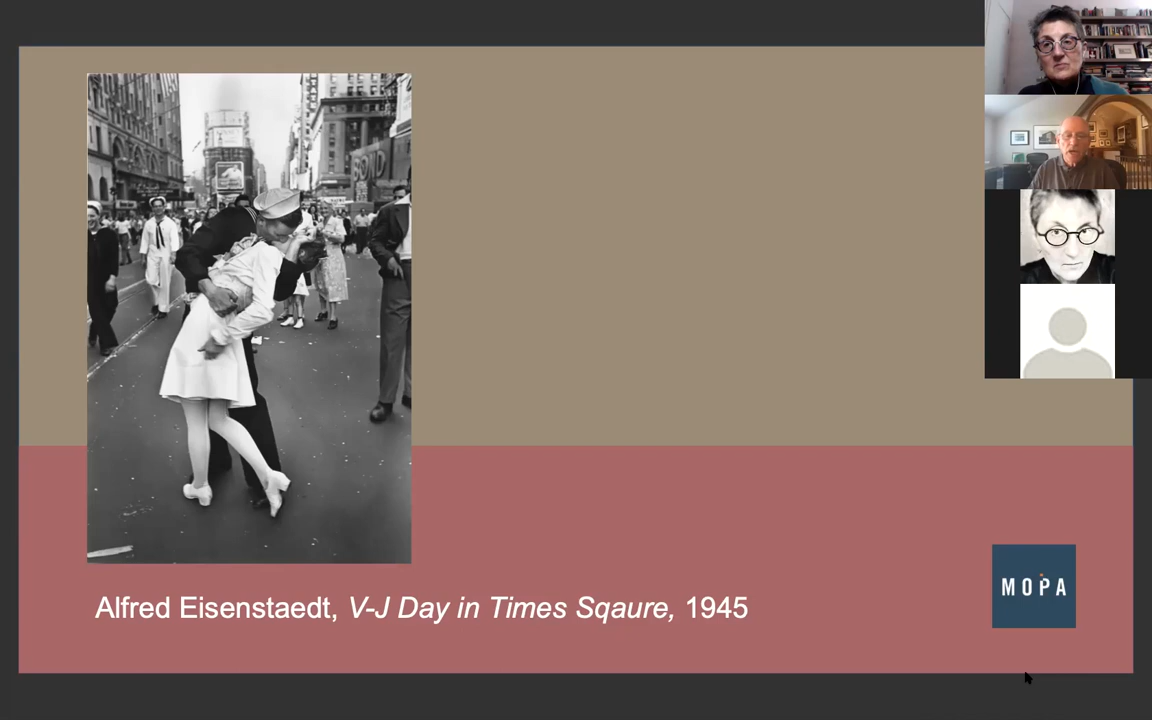 BOND
Alfred Eisenstaedt, V-J Day in Times Sqaure, 1945
MOPA